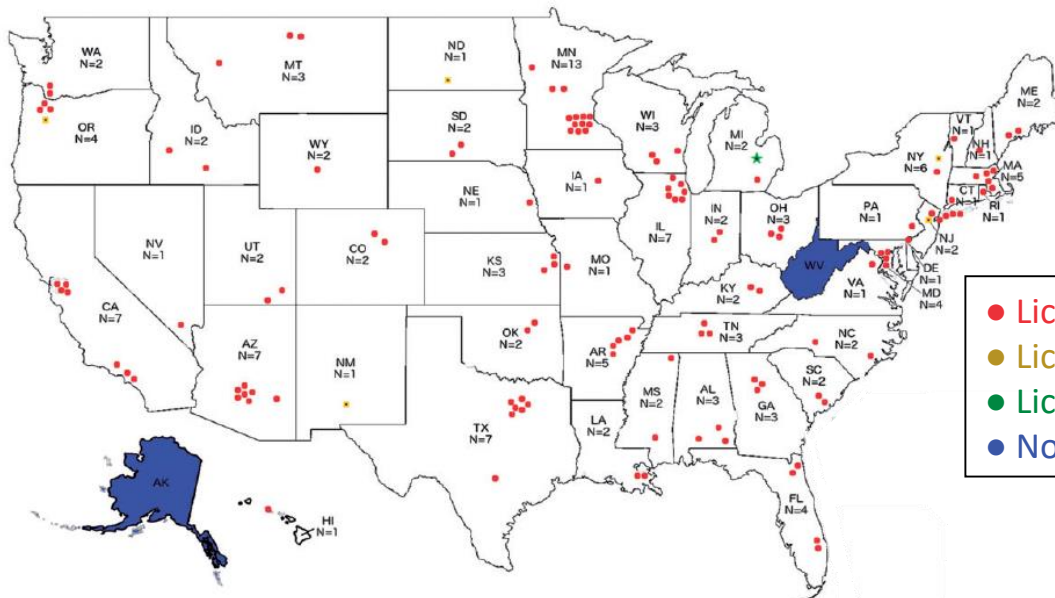 WA
N=2
MT
N=3
ND
N=1
MN
N=13
OR
N=4
ID
N=2
WY
N=2
SD
N=2
WI
N=3
MI
N=2
ME
N=2
VT
N=1
NH
N=1
NY
N=6
MA
N=5
CT
N=1
RI
N=1
NE
N=1
IA
N=1
PA
N=1
NJ
N=2
NV
N=1
UT
N=2
CO
N=2
KS
N=3
MO
N=1
IL
N=7
IN
N=2
OH
N=3
WV
DE
N=1
MD
N=4
VA
N=1
KY
N=2
CA
N=7
AZ
N=7
NM
N=1
OK
N=2
AR
N=5
TN
N=3
NC
N=2
SC
N=2
TX
N=7
LA
N=2
MS
N=2
AL
N=3
GA
N=3
FL
N=4
AK
HI
N=1
Lic
Lic
Lic
No